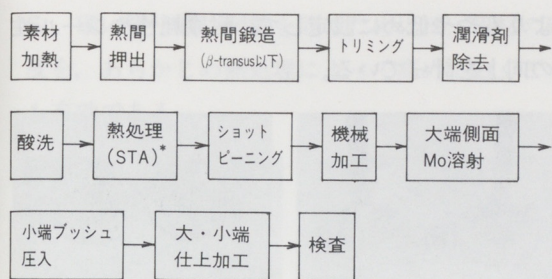 素材
加熱
熱間
押出
熱間鍛造
(β-transus以下)
トリミング
潤滑剤
除去
酸洗
熱処理
(STA)*
ショット
ピーニング
機械
加工
大端側面
Mo溶射
小端ブッシュ
圧入
大・小端
仕上加工
検査